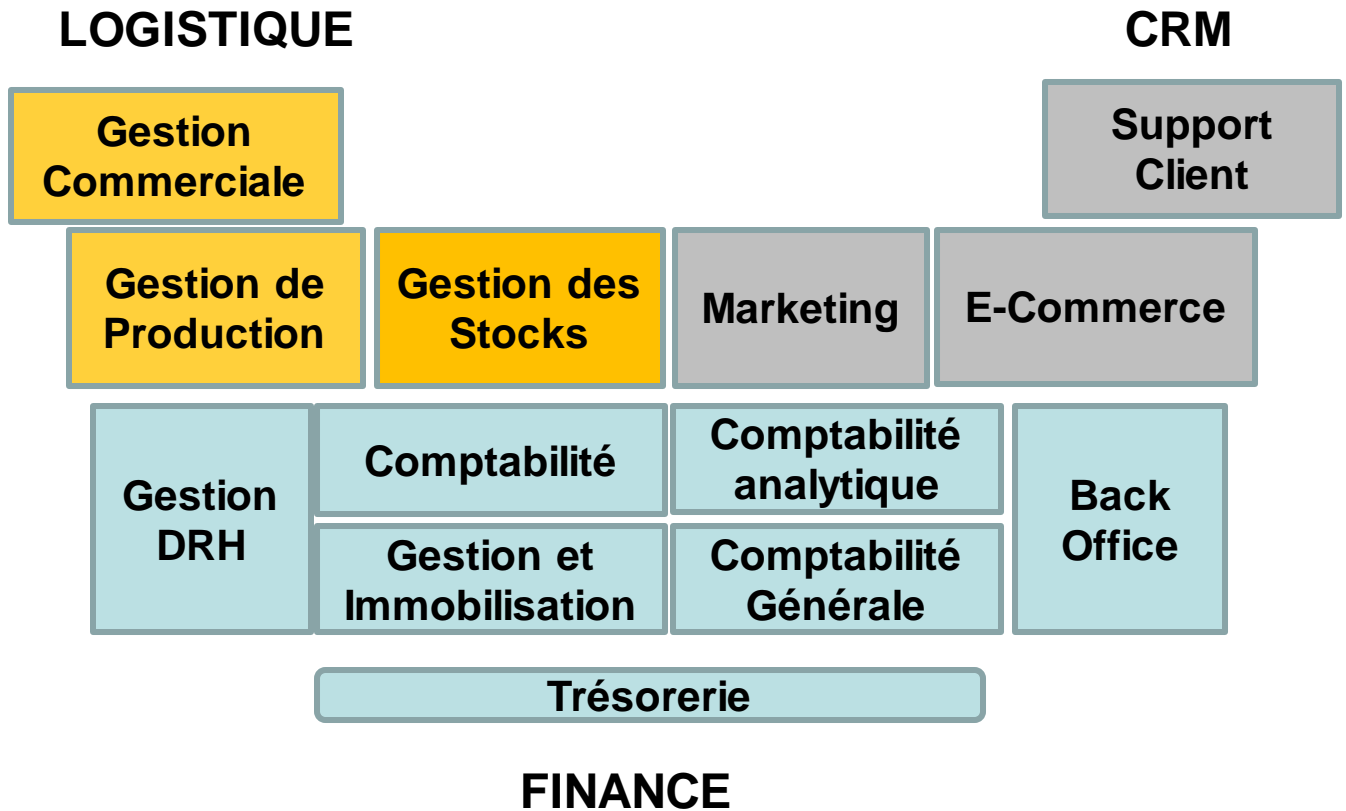 LOGISTIQUE
CRM
Gestion
Commerciale
Support
Client
Gestion de
Production
Gestion des
Stocks
Marketing
E-Commerce
Gestion
DRH
Comptabilité
Comptabilité
analytique
Back
Office
Gestion et
Immobilisation
Comptabilité
Générale
Trésorerie
FINANCE